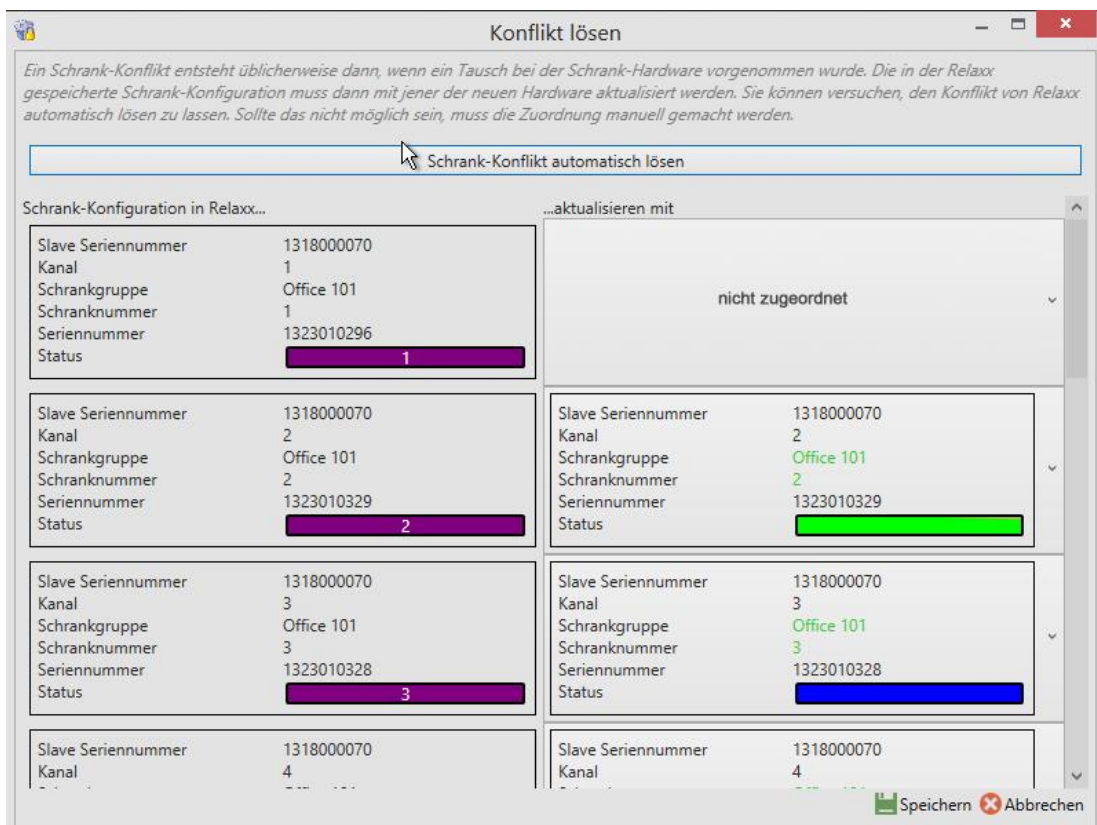 Konflikt lösen
Ein Schrank-Konflikt entsteht üblicherweise dann, wenn ein Tausch bei der Schrank-Hardware vorgenommen wurde. Die in der Relaxx
gespeicherte Schrank-Konfiguration muss dann mit jener der neuen Hardware aktualisiert werden. Sie können versuchen, den Konflikt von Relaxx
automatisch lösen zu lassen. Sollte das nicht möglich sein, muss die Zuordnung manuell gemacht werden.
Schrank-Konflikt automatisch lösen
Schrank-Konfiguration in Relaxx...
...aktualisieren mit
Slave Seriennummer 1318000070
Kanal 1
Schrankgruppe Office 101
Schranknummer 1
Seriennummer 1323010296
Status 1
nicht zugeordnet
Slave Seriennummer 1318000070
Kanal 2
Schrankgruppe Office 101
Schranknummer 2
Seriennummer 1323010329
Status 2
Slave Seriennummer 1318000070
Kanal 2
Schrankgruppe Office 101
Schranknummer 2
Seriennummer 1323010329
Status
Slave Seriennummer 1318000070
Kanal 3
Schrankgruppe Office 101
Schranknummer 3
Seriennummer 1323010328
Status 3
Slave Seriennummer 1318000070
Kanal 3
Schrankgruppe Office 101
Schranknummer 3
Seriennummer 1323010328
Status
Slave Seriennummer 1318000070
Kanal 4
Slave Seriennummer 1318000070
Kanal 4
Speichern Abbrechen